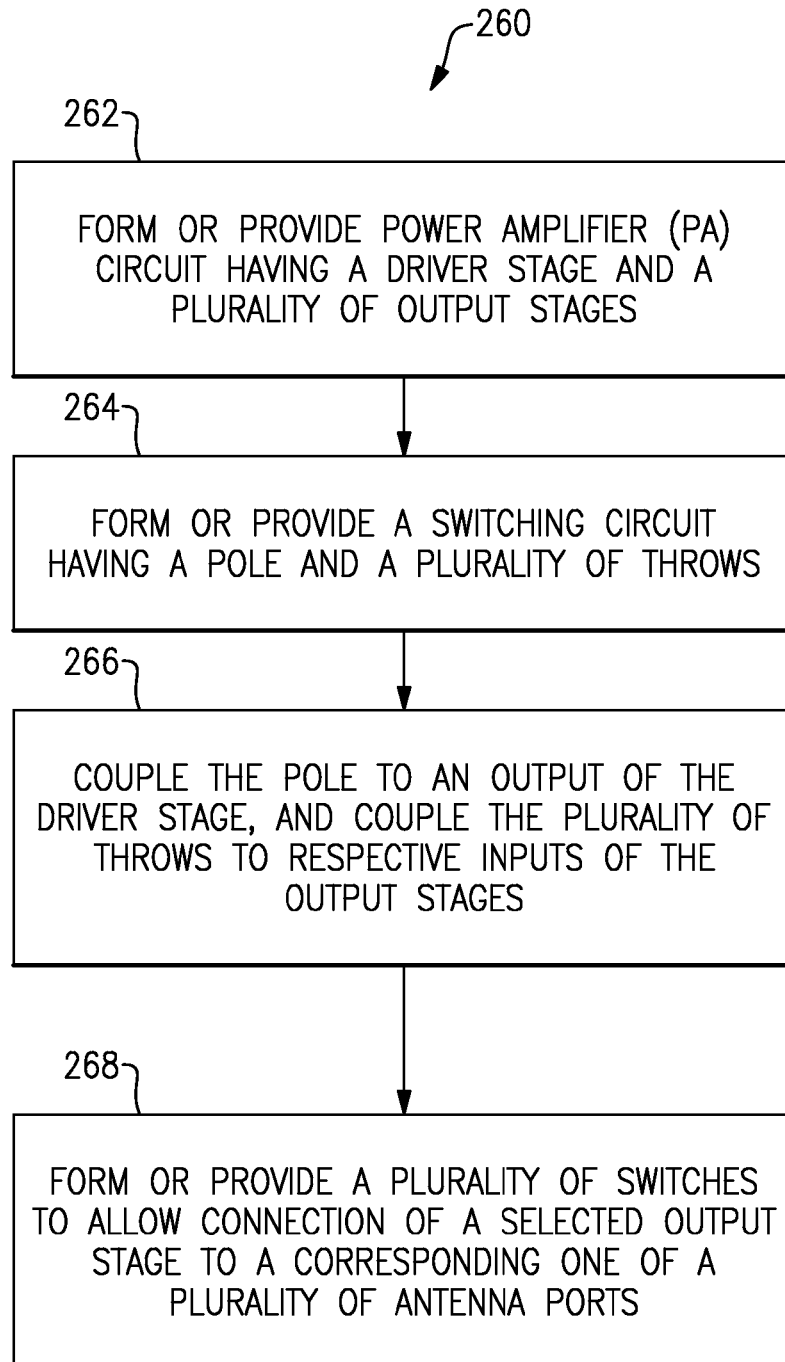 260
262
FORM OR PROVIDE POWER AMPLIFIER (PA)
CIRCUIT HAVING A DRIVER STAGE AND A
PLURALITY OF OUTPUT STAGES
264
FORM OR PROVIDE A SWITCHING CIRCUIT
HAVING A POLE AND A PLURALITY OF THROWS
266
COUPLE THE POLE TO AN OUTPUT OF THE
DRIVER STAGE, AND COUPLE THE PLURALITY OF
THROWS TO RESPECTIVE INPUTS OF THE
OUTPUT STAGES
268
FORM OR PROVIDE A PLURALITY OF SWITCHES
TO ALLOW CONNECTION OF A SELECTED OUTPUT
STAGE TO A CORRESPONDING ONE OF A
PLURALITY OF ANTENNA PORTS